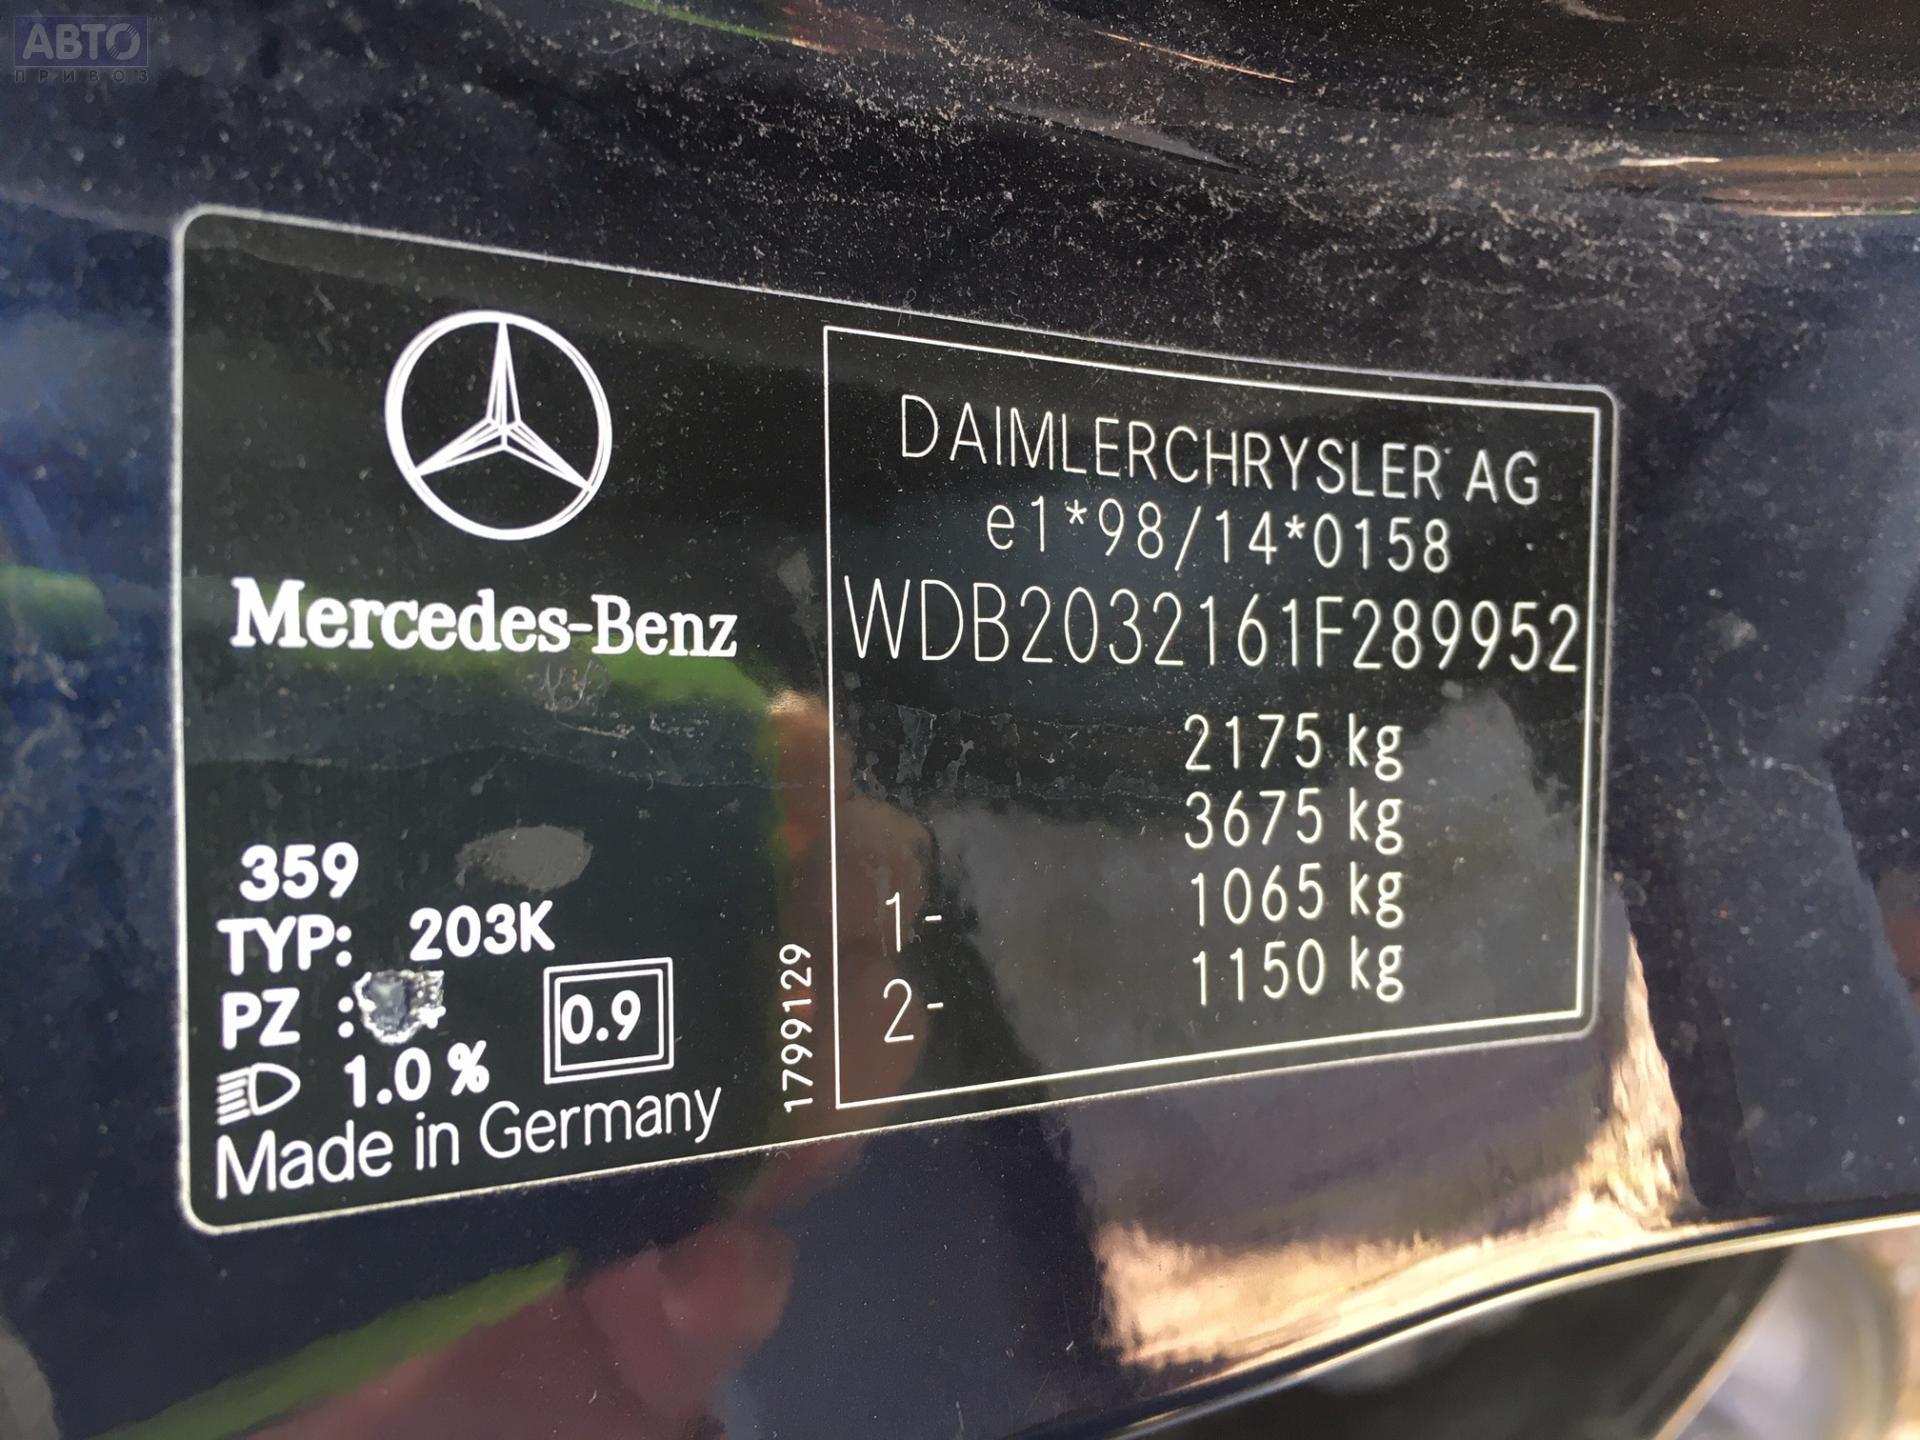 АВТО
ПРИВОЗ
Mercedes-Benz
359
TYP: 203K
PZ :
1.0 %
0.9
Made in Germany
1799129
DAIMLERCHRYSLER AG
e1*98/14*0158
WDB2032161F289952
2175 kg
3675 kg
1- 1065 kg
2- 1150 kg